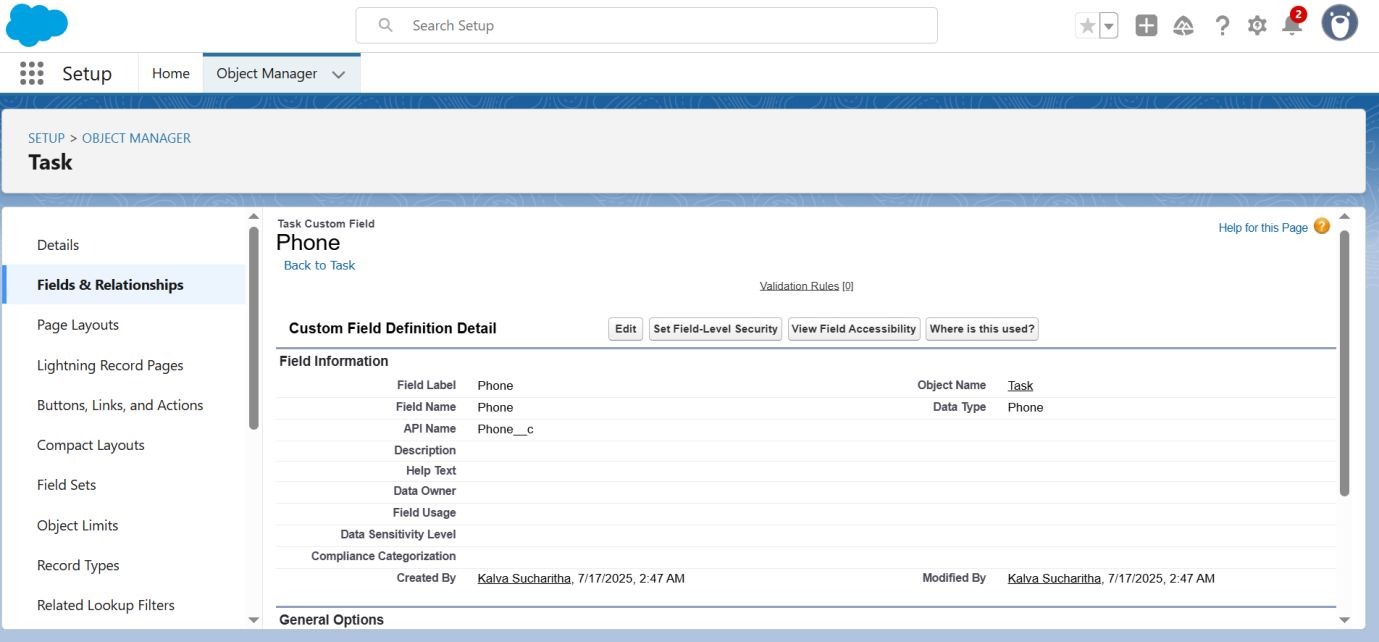 Search Setup
2
Setup
Home
Object Manager
SETUP > OBJECT MANAGER
Task
Details
Fields & Relationships
Page Layouts
Lightning Record Pages
Buttons, Links, and Actions
Compact Layouts
Field Sets
Object Limits
Record Types
Related Lookup Filters
Task Custom Field
Phone
Back to Task
Help for this Page ?
Validation Rules [0]
Custom Field Definition Detail
Edit
Set Field-Level Security
View Field Accessibility
Where is this used?
Field Information
Field Label Phone Object Name Task
Field Name Phone Data Type Phone
API Name Phone__c
Description
Help Text
Data Owner
Field Usage
Data Sensitivity Level
Compliance Categorization
Created By Kalva Sucharitha, 7/17/2025, 2:47 AM Modified By Kalva Sucharitha, 7/17/2025, 2:47 AM
General Options